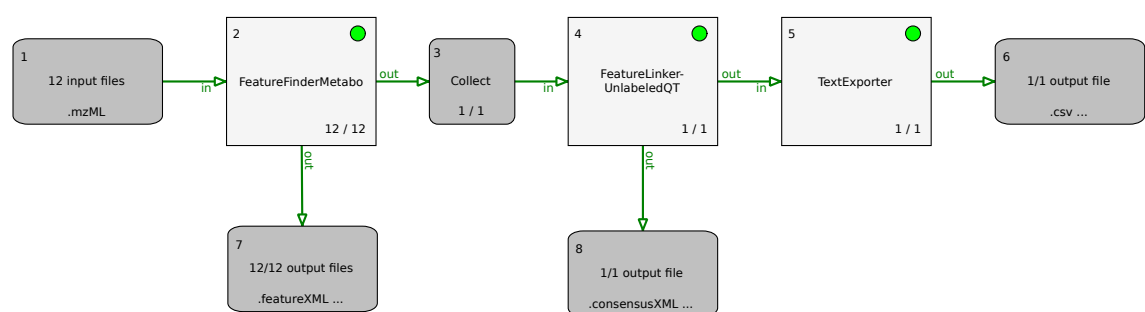 1
12 input files
.mzML
in
2
FeatureFinderMetabo
12 / 12
out
out
3
Collect
1 / 1
in
4
FeatureLinker-
UnlabeledQT
1 / 1
out
out
in
5
TextExporter
1 / 1
out
6
1/1 output file
.csv ...
7
12/12 output files
.featureXML ...
8
1/1 output file
.consensusXML ...